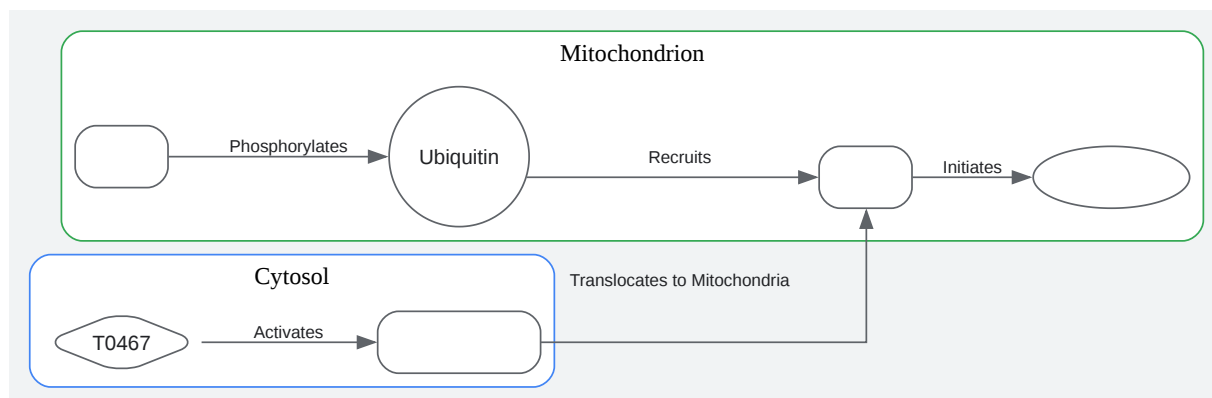 Mitochondrion
Phosphorylates
Ubiquitin
Recruits
Initiates
Cytosol
Translocates to Mitochondria
T0467
Activates